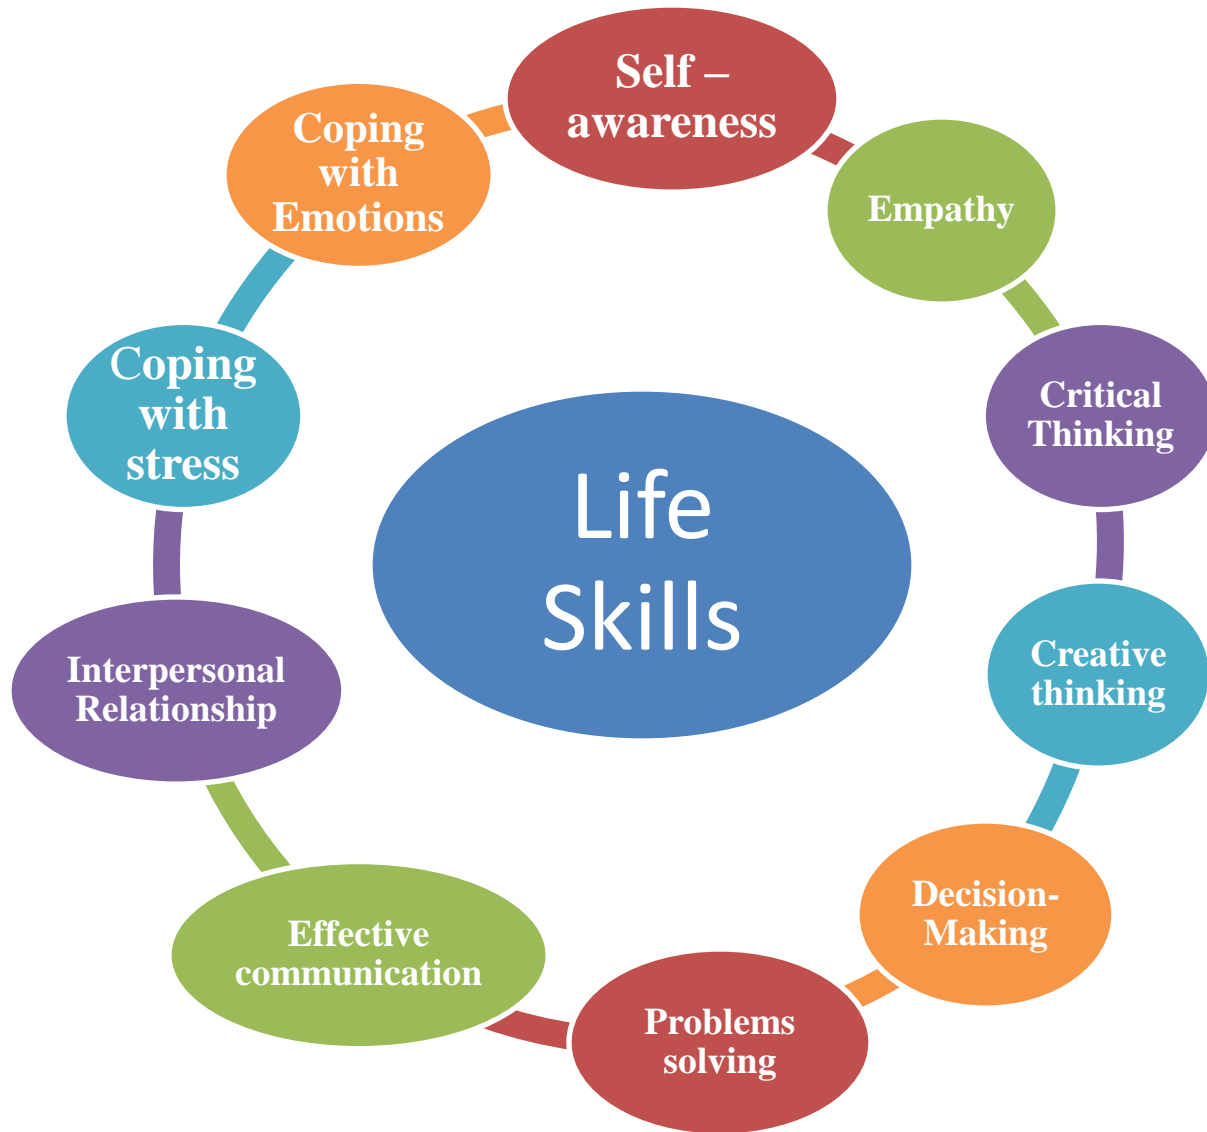 Self –
awareness
Empathy
Critical
Thinking
Creative
thinking
Decision-
Making
Problems
solving
Effective
communication
Interpersonal
Relationship
Coping
with
stress
Coping
with
Emotions
Life
Skills